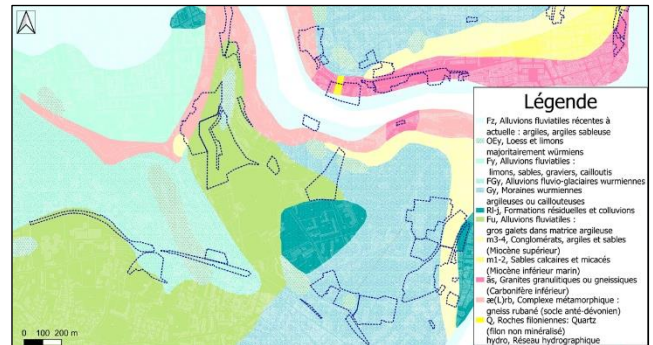 Légende
Fz, Alluvions fluviatiles récentes à
actuelle : argiles, argiles sableuse
OEy, Loess et limons
majoritairement würmiens
Fy, Alluvions fluviatiles :
limons, sables, graviers, cailloutis
FGy, Alluvions fluvio-glaciaires wurmiennes
Gy, Moraines wurmiennes
argileuses ou caillouteuses
RI-j, Formations résiduelles et colluvions
Fu, Alluvions fluviatiles :
gros galets dans matrice argileuse
m3-4, Conglomérats, argiles et sables
(Miocène supérieur)
m1-2, Sables calcaires et micacés
(Miocène inférieur marin)
ãs, Granites granulitiques ou gneissiques
(Carbonifère inférieur)
æ(L)rb, Complexe métamorphique :
gneiss rubané (socle anté-dévonien)
Q, Roches filoniennes: Quartz
(filon non minéralisé)
hydro, Réseau hydrographique
0 100 200 m